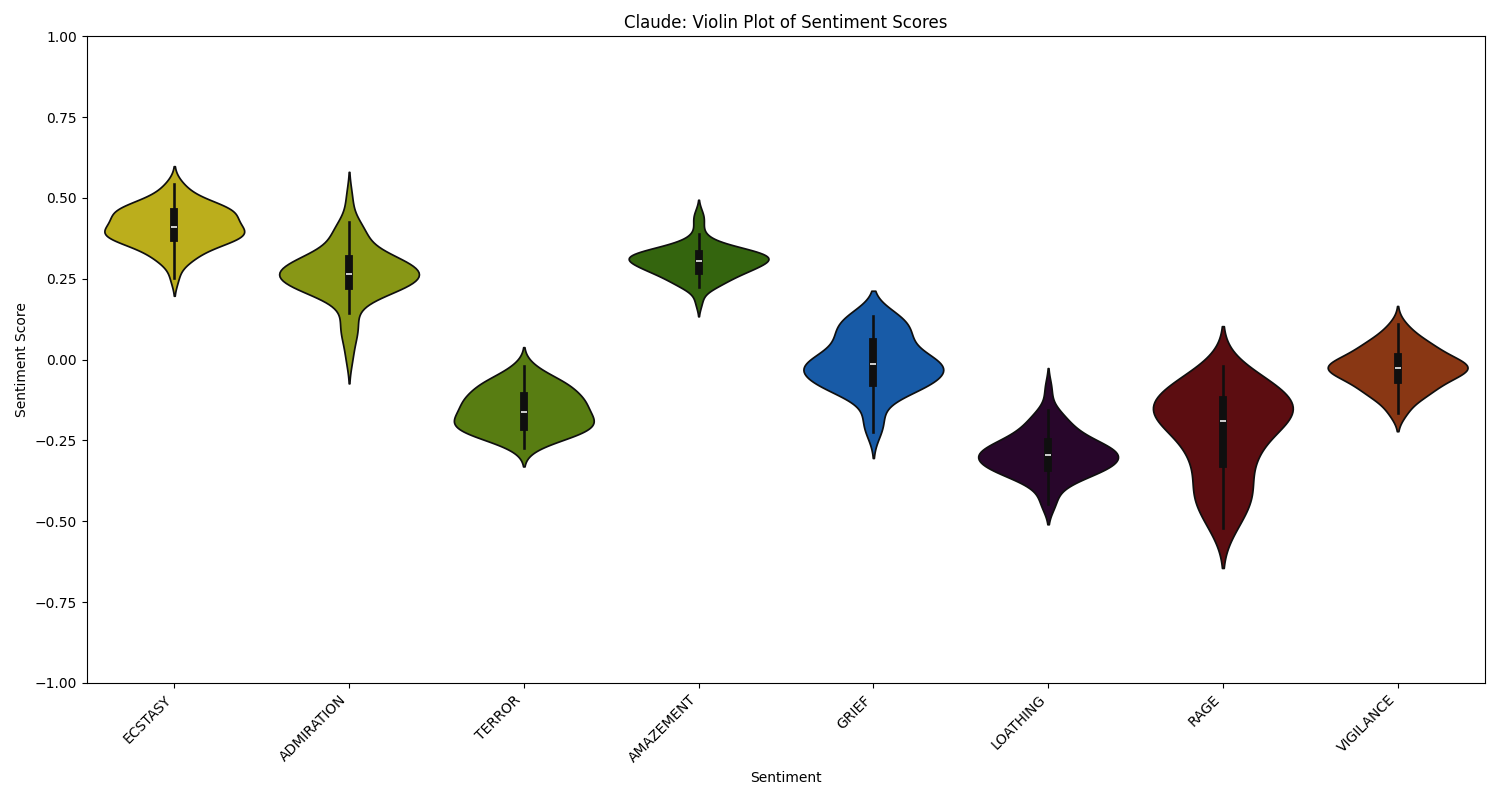 Claude: Violin Plot of Sentiment Scores
1.00
0.75
0.50
0.25
0.00
−0.25
−0.50
−0.75
−1.00
Sentiment Score
ECSTASY
ADMIRATION
TERROR
AMAZEMENT
GRIEF
LOATHING
RAGE
VIGILANCE
Sentiment